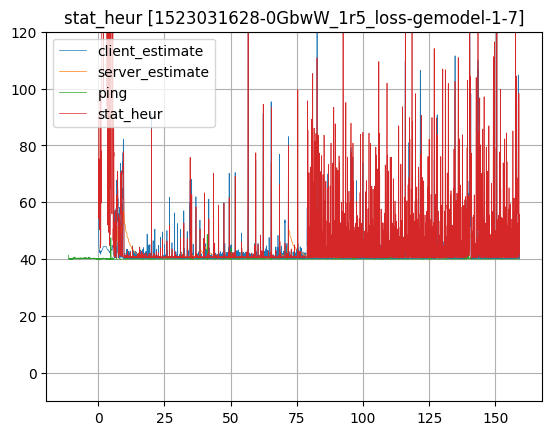 stat_heur [1523031628-0GbwW_1r5_loss-gemodel-1-7]
120
100
80
60
40
20
0
client_estimate
server_estimate
ping
stat_heur
0
25
50
75
100
125
150